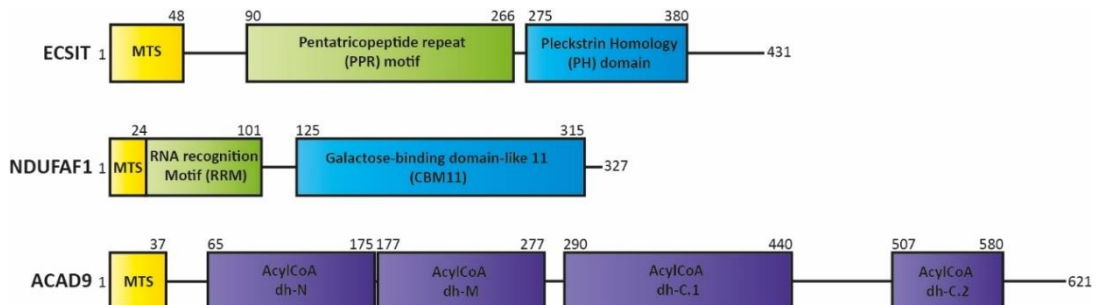 48 90 266 275 380
ECSIT 1 MTS Pentatricopeptide repeat (PPR) motif Pleckstrin Homology (PH) domain 431
24 101 125 315
NDUFAF1 1 MTS RNA recognition Motif (RRM) Galactose-binding domain-like 11 (CBM11) 327
37 65 175 177 277 290 440 507 580
ACAD9 1 MTS AcylCoA dh-N AcylCoA dh-M AcylCoA dh-C.1 AcylCoA dh-C.2 621